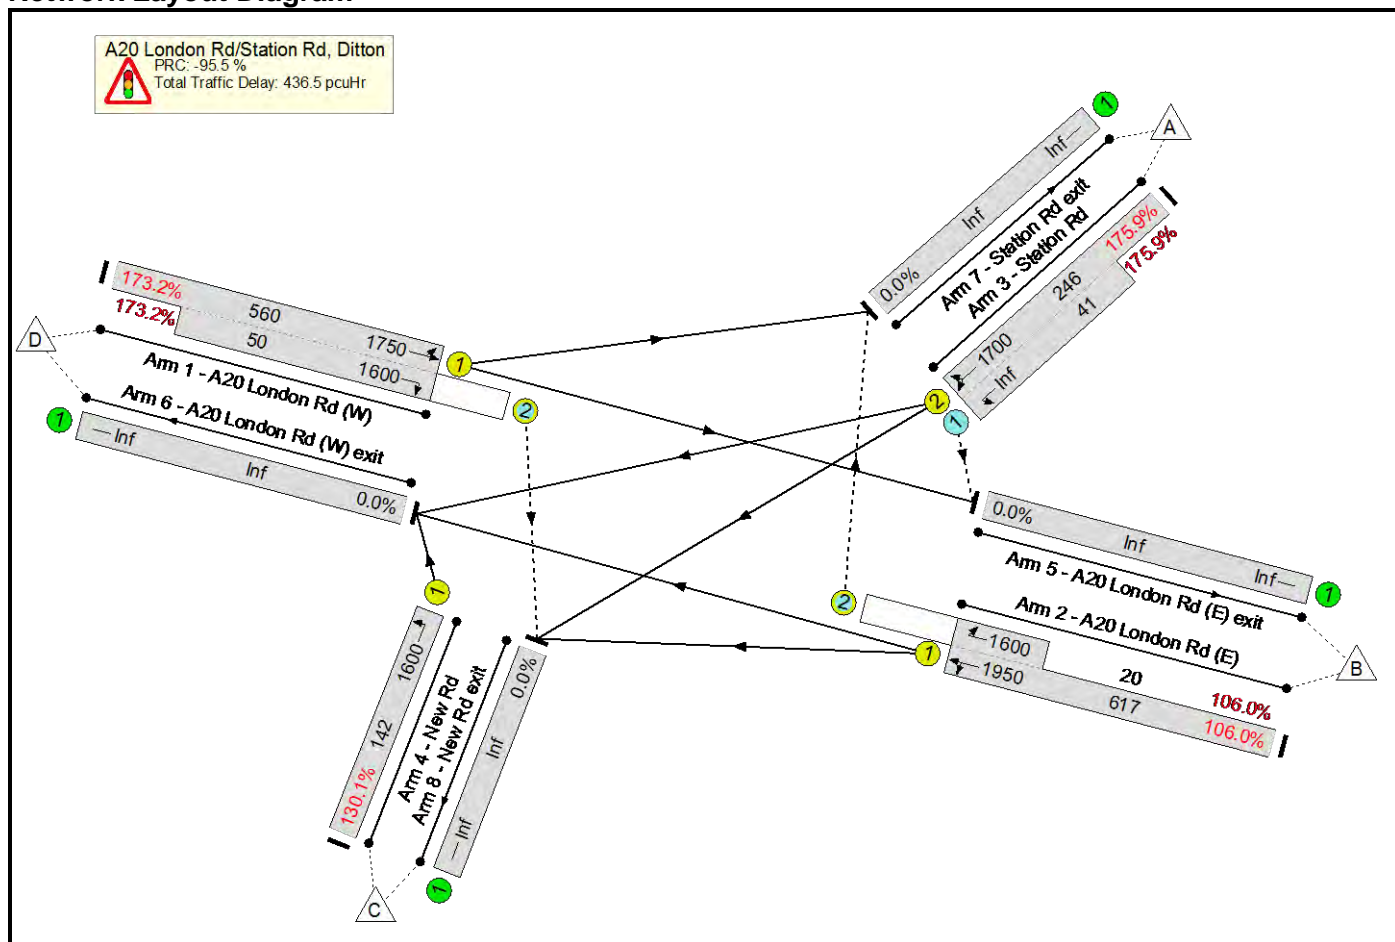 Network Layout Diagram
A20 London Rd/Station Rd, Ditton
PRC: -95.5 %
Total Traffic Delay: 436.5 pcuHr
1
A
Inf
Inf
0.0%
Arm 7 - Station Rd exit
Arm 3 - Station Rd
175.9%
175.9%
246
41
1700
Inf
2
1
173.2%
560
1750
1
173.2%
50
1600
2
D
Arm 1 - A20 London Rd (W)
Arm 6 - A20 London Rd (W) exit
1
Inf
Inf
0.0%
0.0%
Inf
Inf
1
Arm 5 - A20 London Rd (E) exit
Arm 2 - A20 London Rd (E)
B
2
1600
20
106.0%
1
1950
617
106.0%
1
1600
142
130.1%
Arm 4 - New Rd
Arm 8 - New Rd exit
0.0%
Inf
Inf
1
C